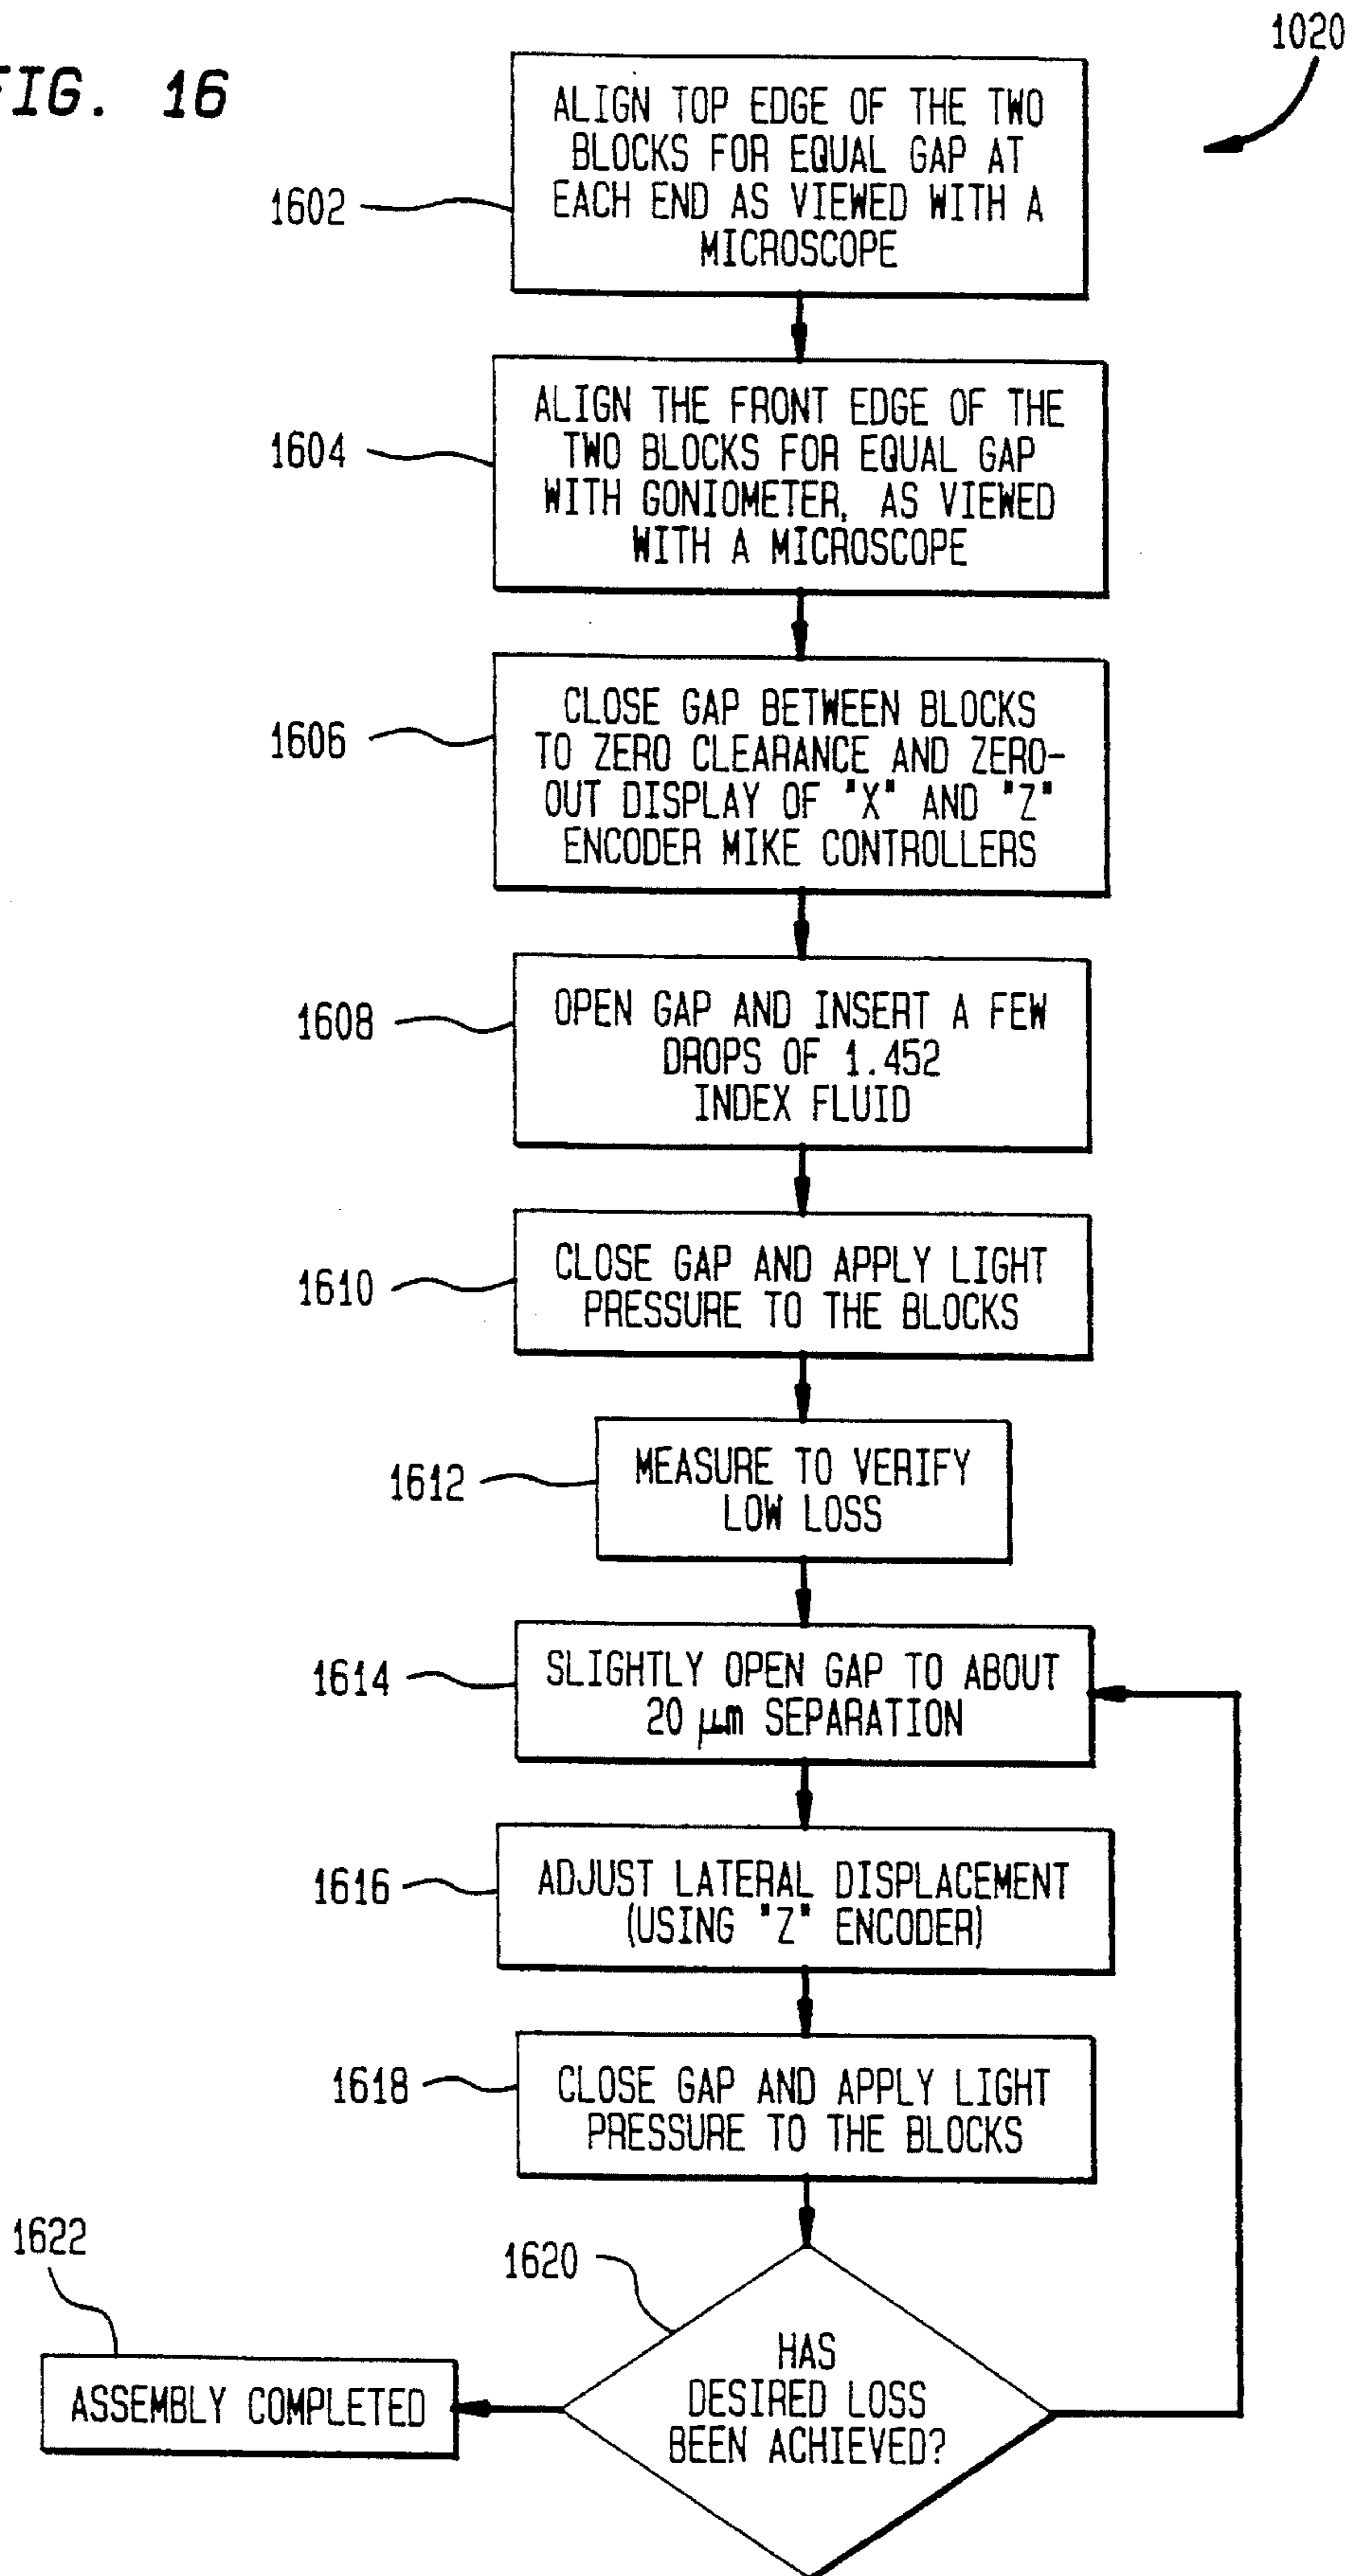 FIG. 16
1020
ALIGN TOP EDGE OF THE TWO
BLOCKS FOR EQUAL GAP AT
EACH END AS VIEWED WITH A
MICROSCOPE
1602
ALIGN THE FRONT EDGE OF THE
TWO BLOCKS FOR EQUAL GAP
WITH GONIOMETER, AS VIEWED
WITH A MICROSCOPE
1604
CLOSE GAP BETWEEN BLOCKS
TO ZERO CLEARANCE AND ZERO-
OUT DISPLAY OF "X" AND "Z"
ENCODER MIKE CONTROLLERS
1606
OPEN GAP AND INSERT A FEW
DROPS OF 1.452
INDEX FLUID
1608
CLOSE GAP AND APPLY LIGHT
PRESSURE TO THE BLOCKS
1610
MEASURE TO VERIFY
LOW LOSS
1612
SLIGHTLY OPEN GAP TO ABOUT
20 µm SEPARATION
1614
ADJUST LATERAL DISPLACEMENT
(USING "Z" ENCODER)
1616
CLOSE GAP AND APPLY LIGHT
PRESSURE TO THE BLOCKS
1618
1620
HAS
DESIRED LOSS
BEEN ACHIEVED?
1622
ASSEMBLY COMPLETED